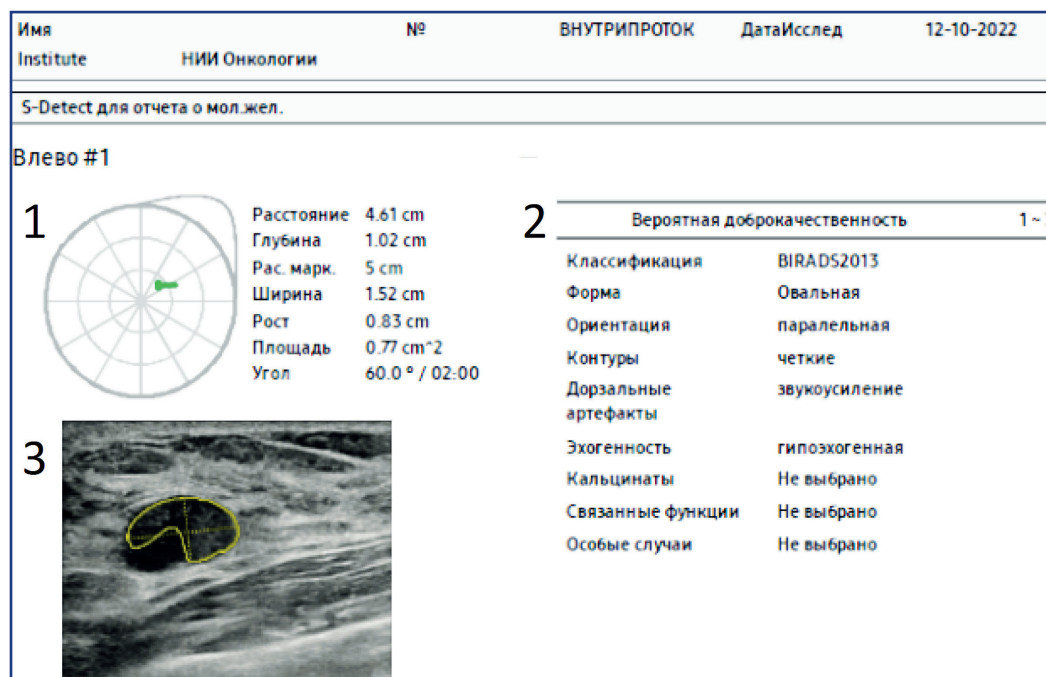 Имя № ВНУТРИПРОТОК ДатаИсслед 12-10-2022
Institute НИИ Онкологии
S-Detect для отчета о мол.жел.
Влево #1
1
Расстояние 4.61 cm
Глубина 1.02 cm
Рас. марк. 5 cm
Ширина 1.52 cm
Рост 0.83 cm
Площадь 0.77 cm^2
Угол 60.0 ° / 02:00
2
Вероятная доброкачественность 1 ~
Классификация BIRADS2013
Форма Овальная
Ориентация паралельная
Контуры четкие
Дорзальные артефакты звукоусиление
Эхогенность гипоэхогенная
Кальцинаты Не выбрано
Связанные функции Не выбрано
Особые случаи Не выбрано
3